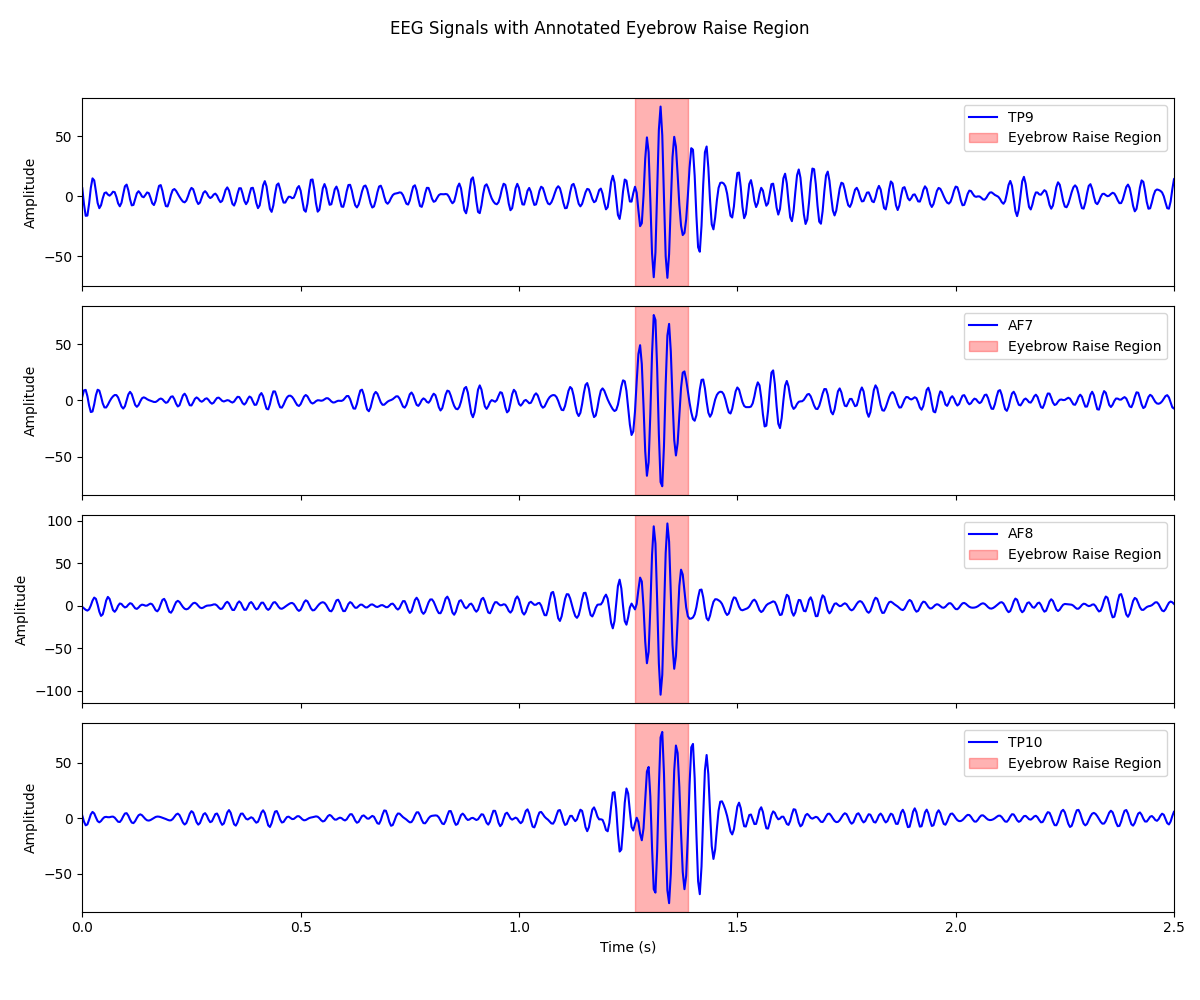 EEG Signals with Annotated Eyebrow Raise Region
50
0
−50
Amplitude
TP9
Eyebrow Raise Region
50
0
−50
Amplitude
AF7
Eyebrow Raise Region
100
50
0
−50
−100
Amplitude
AF8
Eyebrow Raise Region
50
0
−50
Amplitude
TP10
Eyebrow Raise Region
0.0 0.5 1.0 1.5 2.0 2.5
Time (s)